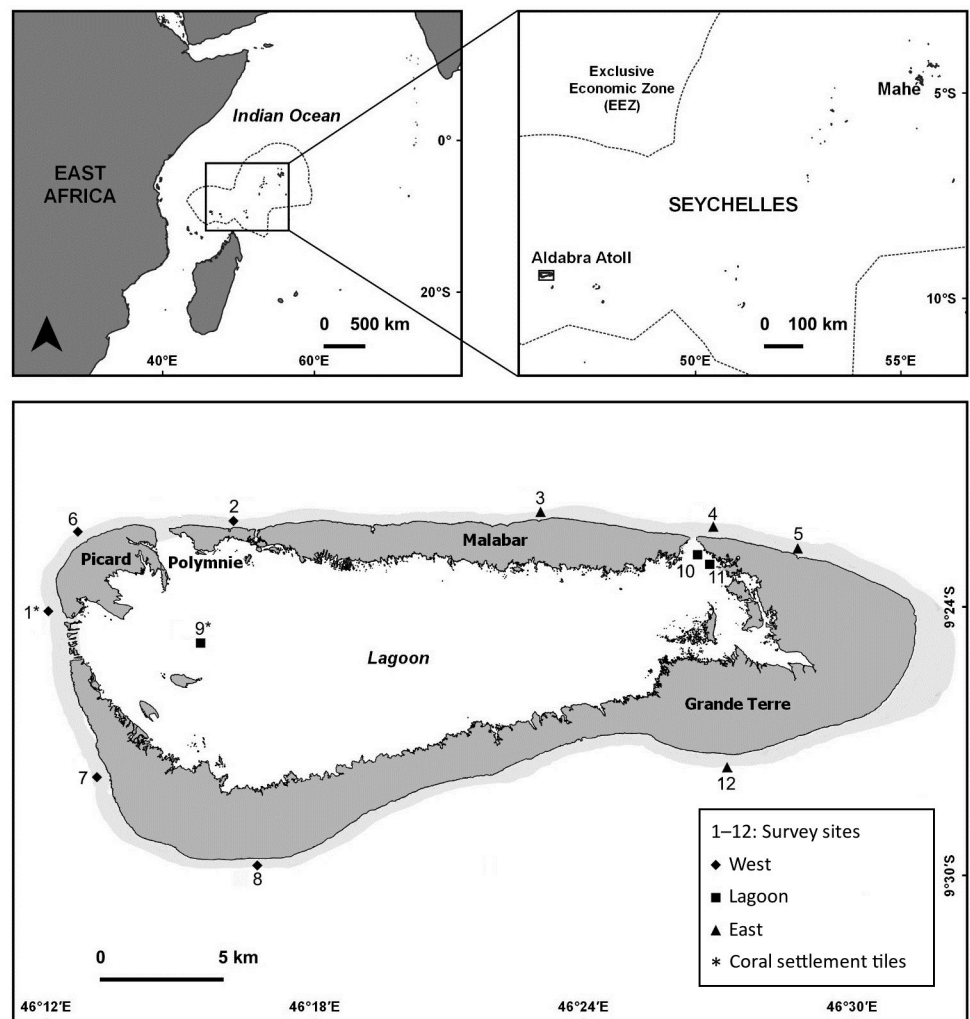 Indian Ocean
EAST
AFRICA
0°
20°S
0 500 km
40°E
60°E
Exclusive
Economic Zone
(EEZ)
Mahé
5°S
SEYCHELLES
Aldabra Atoll
10°S
0 100 km
50°E
55°E
6
2
3
4
5
Picard
Polymnie
Malabar
10
11
1*
9*
9°24'S
Lagoon
Grande Terre
7
12
8
9°30'S
1–12: Survey sites
West
Lagoon
East
* Coral settlement tiles
0 5 km
46°12'E
46°18'E
46°24'E
46°30'E